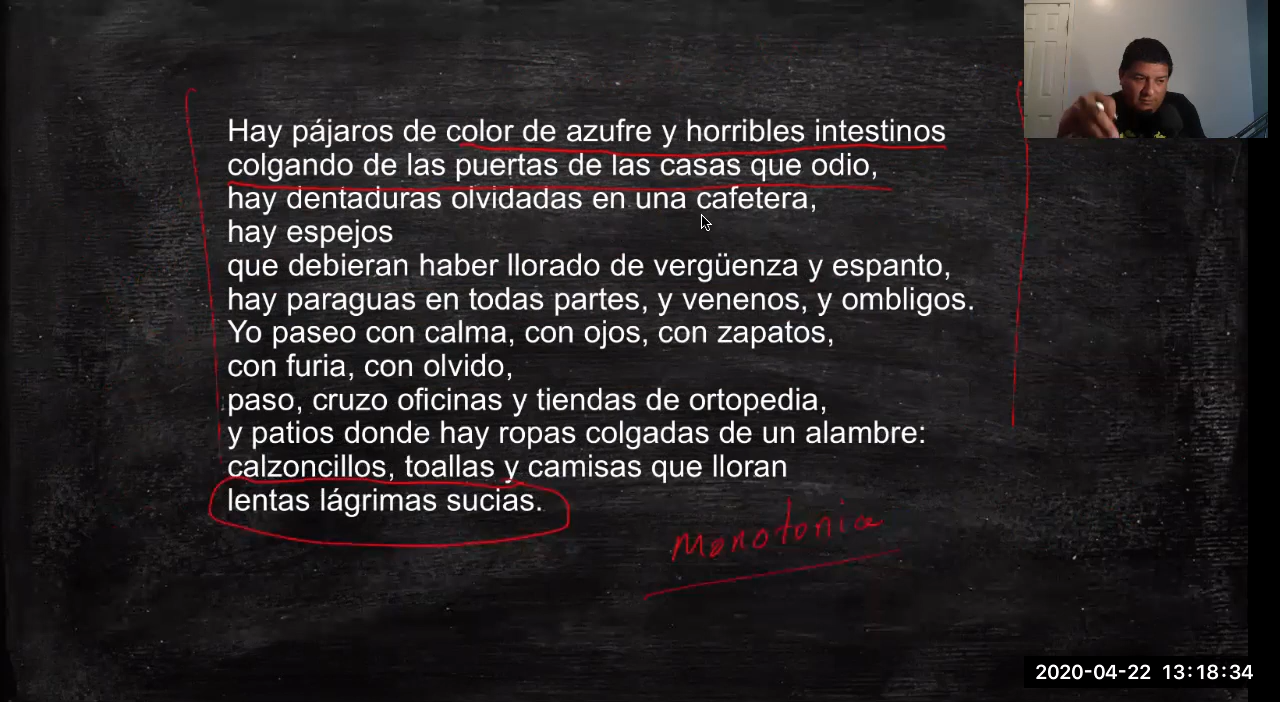 Hay pájaros de color de azufre y horribles intestinos
colgando de las puertas de las casas que odio,
hay dentaduras olvidadas en una cafetera,
hay espejos
que debieran haber llorado de vergüenza y espanto,
hay paraguas en todas partes, y venenos, y ombligos.
Yo paseo con calma, con ojos, con zapatos,
con furia, con olvido,
paso, cruzo oficinas y tiendas de ortopedia,
y patios donde hay ropas colgadas de un alambre:
calzoncillos, toallas y camisas que lloran
lentas lágrimas sucias.
Monotonia
2020-04-22 13:18:34